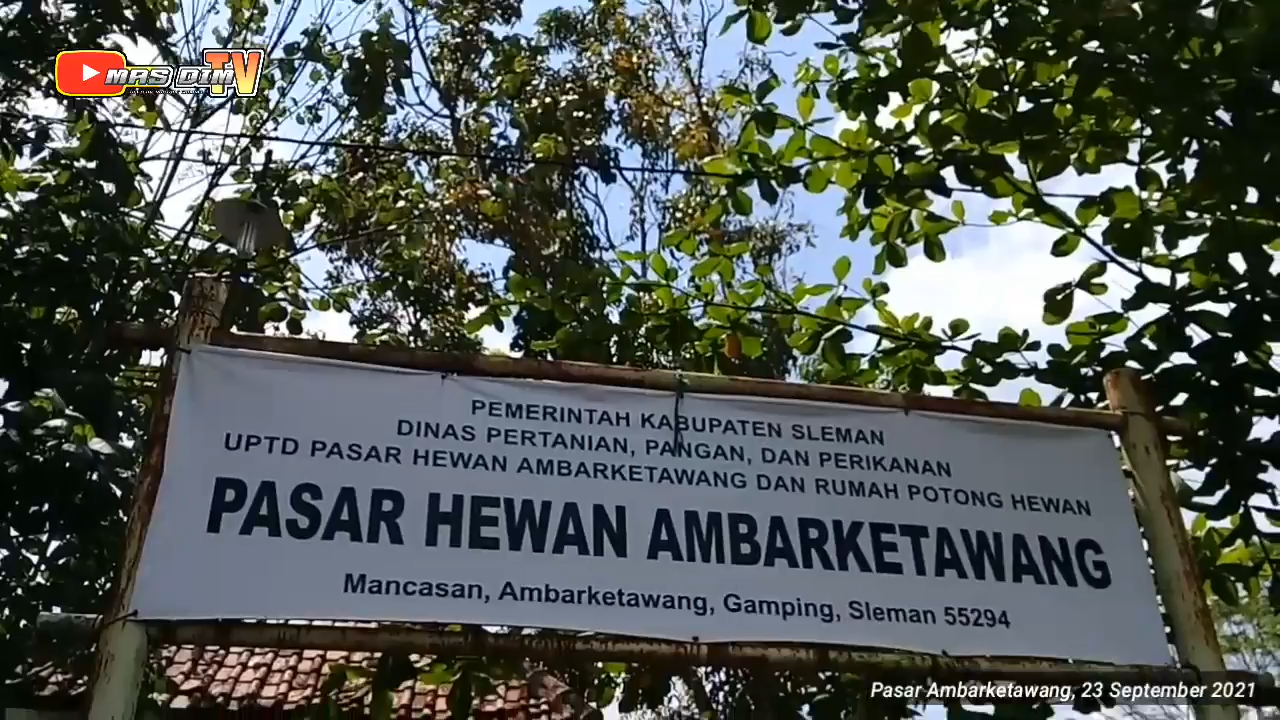 MAS DIM TV
PEMERINTAH KABUPATEN SLEMAN
DINAS PERTANIAN, PANGAN, DAN PERIKANAN
UPTD PASAR HEWAN AMBARKETAWANG DAN RUMAH POTONG HEWAN
PASAR HEWAN AMBARKETAWANG
Mancasan, Ambarketawang, Gamping, Sleman 55294
Pasar Ambarketawang, 23 September 2021